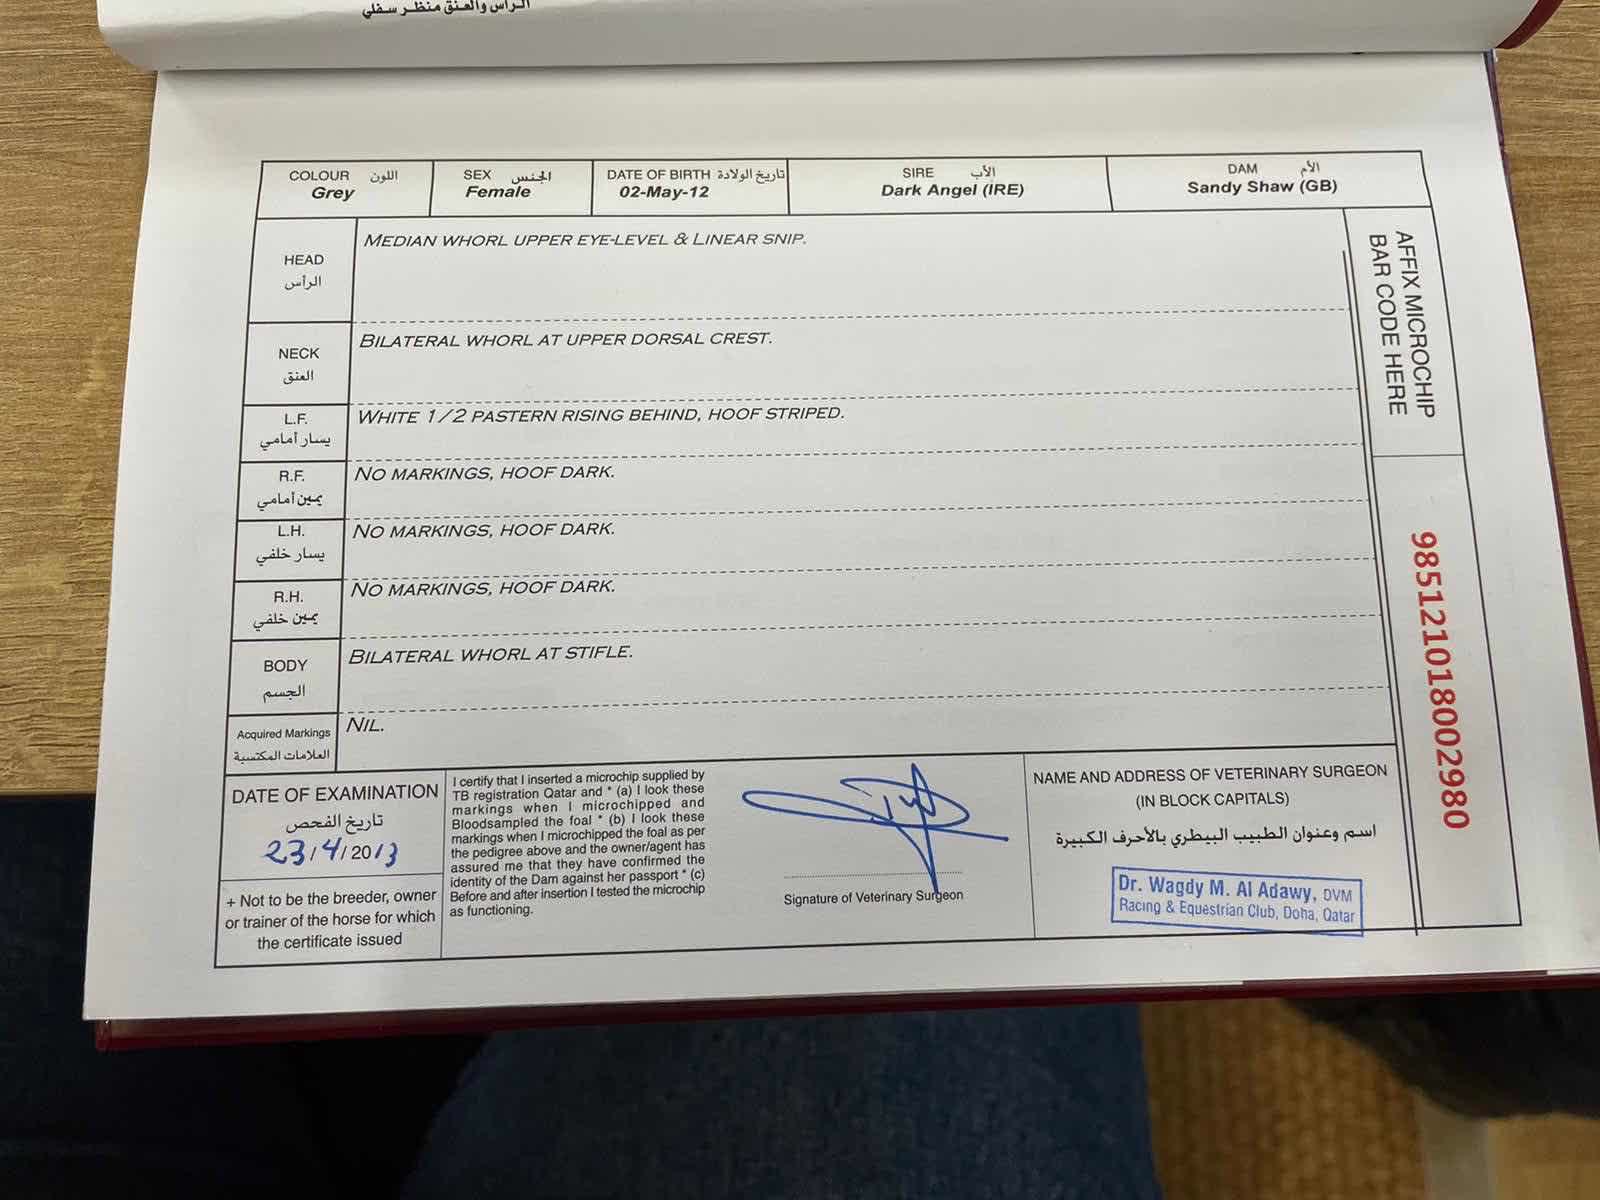 الرأس والعنق منظر سفلي
COLOUR اللون
Grey
SEX الجنس
Female
DATE OF BIRTH تاريخ الولادة
02-May-12
SIRE الأب
Dark Angel (IRE)
DAM الأم
Sandy Shaw (GB)
HEAD
الرأس
MEDIAN WHORL UPPER EYE-LEVEL & LINEAR SNIP.
NECK
العنق
BILATERAL WHORL AT UPPER DORSAL CREST.
L.F.
يسار أمامي
WHITE 1/2 PASTERN RISING BEHIND, HOOF STRIPED.
R.F.
يمين أمامي
NO MARKINGS, HOOF DARK.
L.H.
يسار خلفي
NO MARKINGS, HOOF DARK.
R.H.
يمين خلفي
NO MARKINGS, HOOF DARK.
BODY
الجسم
BILATERAL WHORL AT STIFLE.
Acquired Markings
العلامات المكتسبة
NIL.
AFFIX MICROCHIP
BAR CODE HERE
985121018002980
DATE OF EXAMINATION
تاريخ الفحص
23/4/2013
+ Not to be the breeder, owner
or trainer of the horse for which
the certificate issued
I certify that I inserted a microchip supplied by
TB registration Qatar and * (a) I look these
markings when I microchipped and
Bloodsampled the foal * (b) I look these
markings when I microchipped the foal as per
the pedigree above and the owner/agent has
assured me that they have confirmed the
identity of the Dam against her passport * (c)
Before and after insertion I tested the microchip
as functioning.
Signature of Veterinary Surgeon
NAME AND ADDRESS OF VETERINARY SURGEON
(IN BLOCK CAPITALS)
اسم وعنوان الطبيب البيطري بالأحرف الكبيرة
Dr. Wagdy M. Al Adawy, DVM
Racing & Equestrian Club, Doha, Qatar